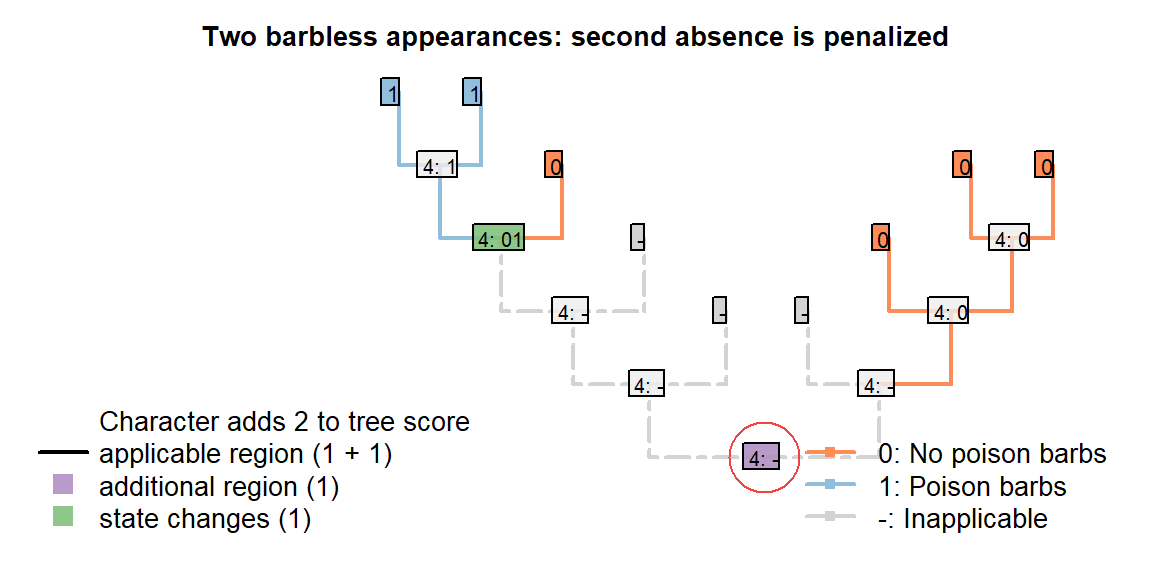 Two barbless appearances: second absence is penalized
1 1
4: 1 0 0 0
4: 01 - 0 4: 0
4: - - - 4: 0
4: - 4: -
Character adds 2 to tree score
applicable region (1 + 1) 4: - 0: No poison barbs
additional region (1) 1: Poison barbs
state changes (1) -: Inapplicable